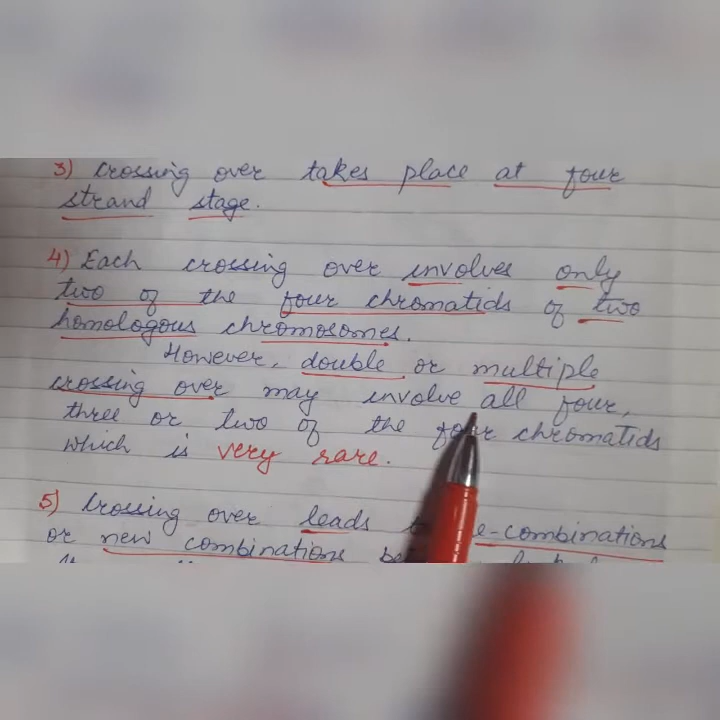 3) Crossing over takes place at four
strand stage.
4) Each crossing over involves only
two of the four chromatids of two
homologous chromosomes.
However, double or multiple
crossing over may involve all four,
three or two of the four chromatids
which is very rare.
5) Crossing over leads e-combinations
or new combinations